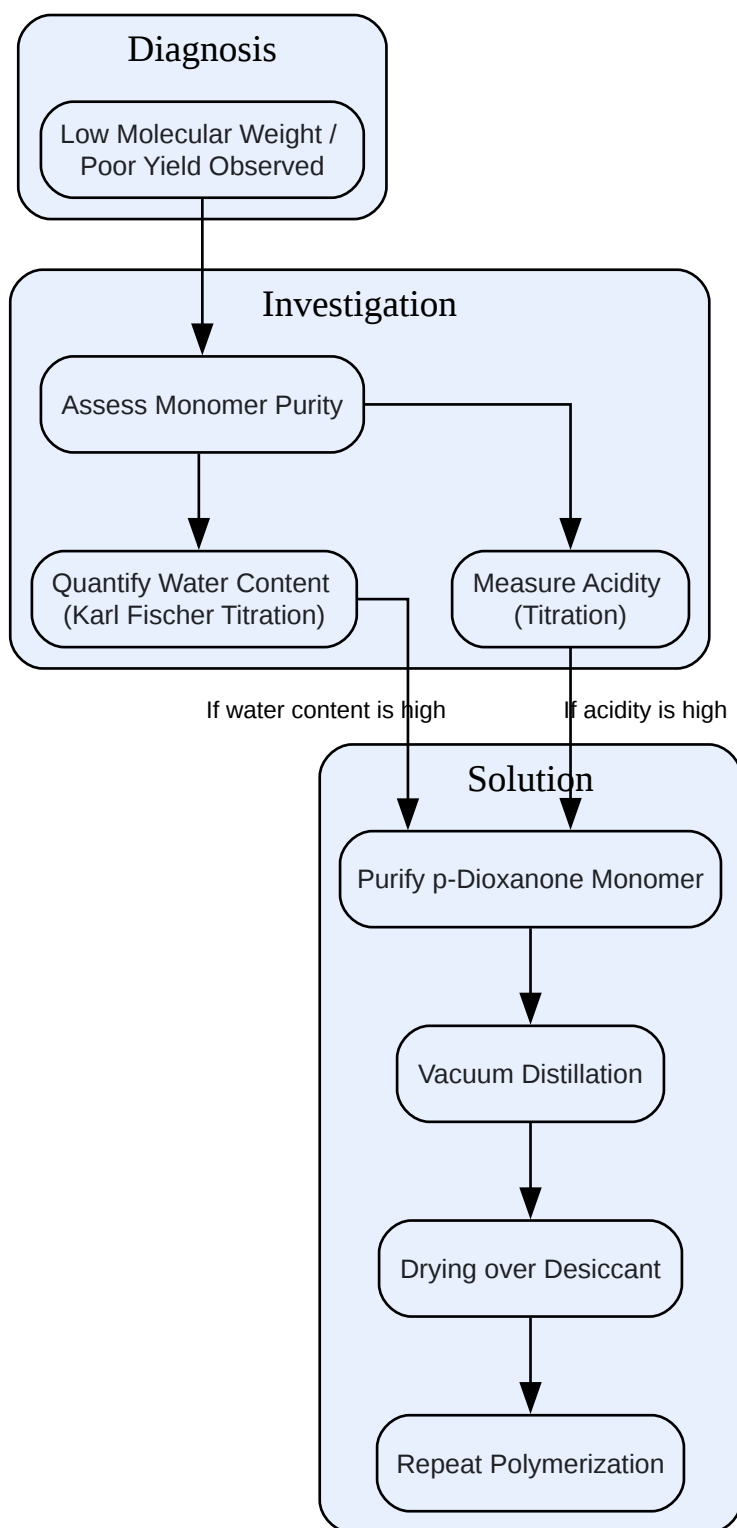 Diagnosis
Low Molecular Weight /
Poor Yield Observed
Investigation
Assess Monomer Purity
Quantify Water Content
(Karl Fischer Titration)
Measure Acidity
(Titration)
If water content is high
If acidity is high
Solution
Purify p-Dioxanone Monomer
Vacuum Distillation
Drying over Desiccant
Repeat Polymerization